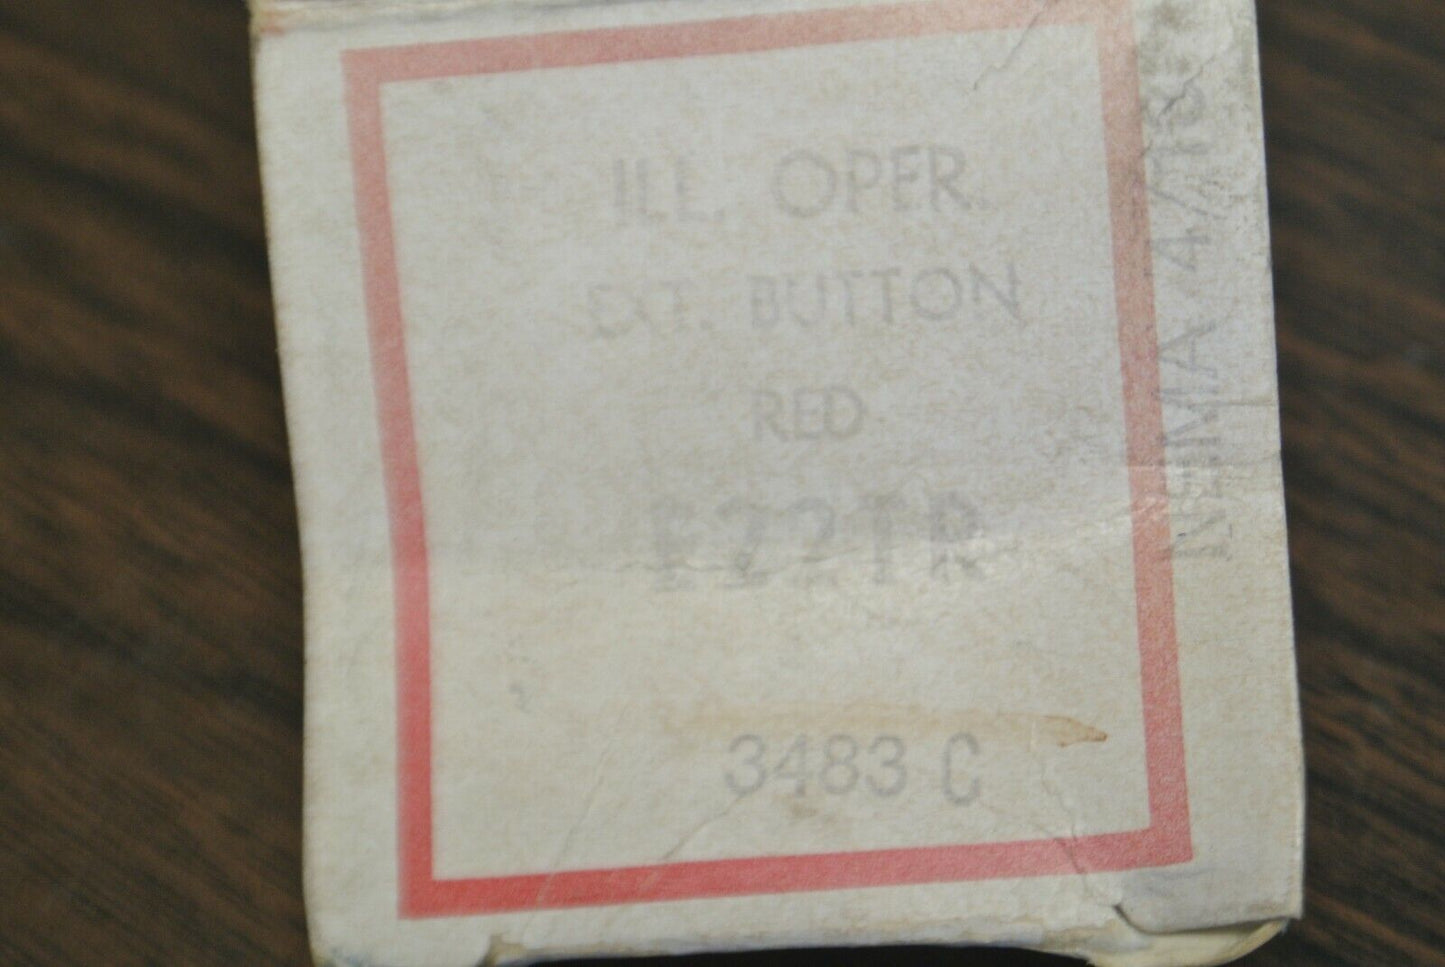 ILL. OPER.
EXT. BUTTON
RED
E22TR
3483 C
NEMA 4/13